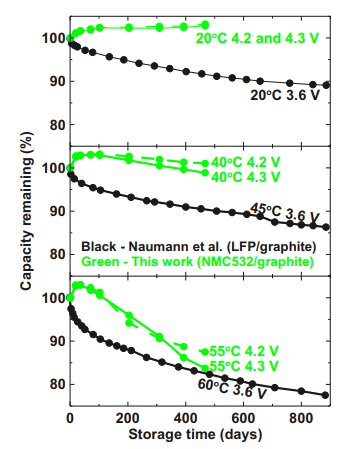 100
20°C 4.2 and 4.3 V
90
20°C 3.6 V
80
100
40°C 4.2 V
40°C 4.3 V
90
45°C 3.6 V
Black - Naumann et al. (LFP/graphite)
80
Green - This work (NMC532/graphite)
Capacity remaining (%)
100
90
55°C 4.2 V
55°C 4.3 V
80
60°C 3.6 V
0 200 400 600 800
Storage time (days)